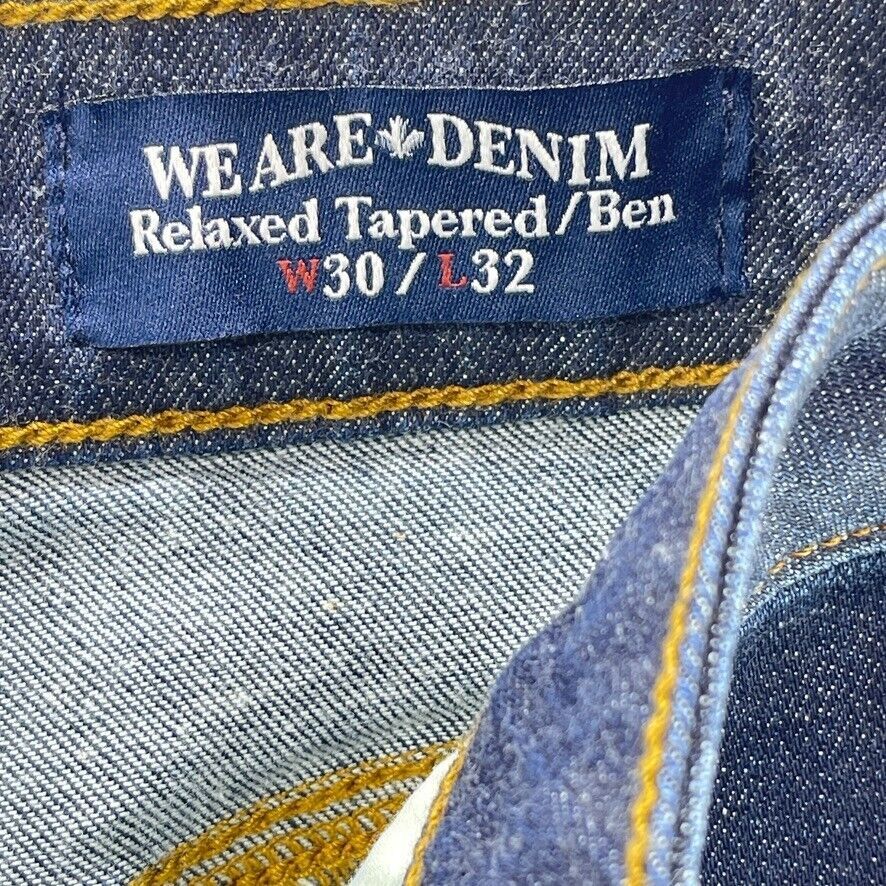 WE ARE DENIM
Relaxed Tapered/Ben
W30/L32